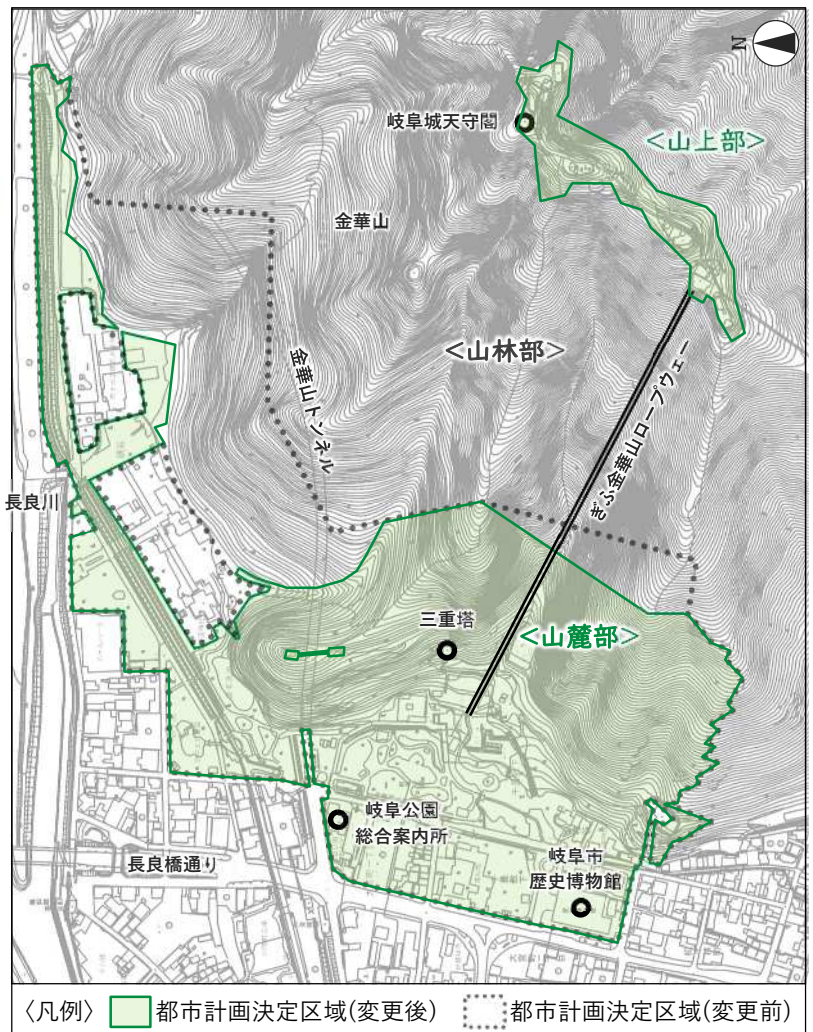 N
岐阜城天守閣
<山上部>
金華山
<山林部>
金華山トンネル
ぎふ金華山ロープウェー
長良川
三重塔
<山麓部>
岐阜公園
総合案内所
長良橋通り
岐阜市
歴史博物館
〈凡例〉 都市計画決定区域(変更後) 都市計画決定区域(変更前)